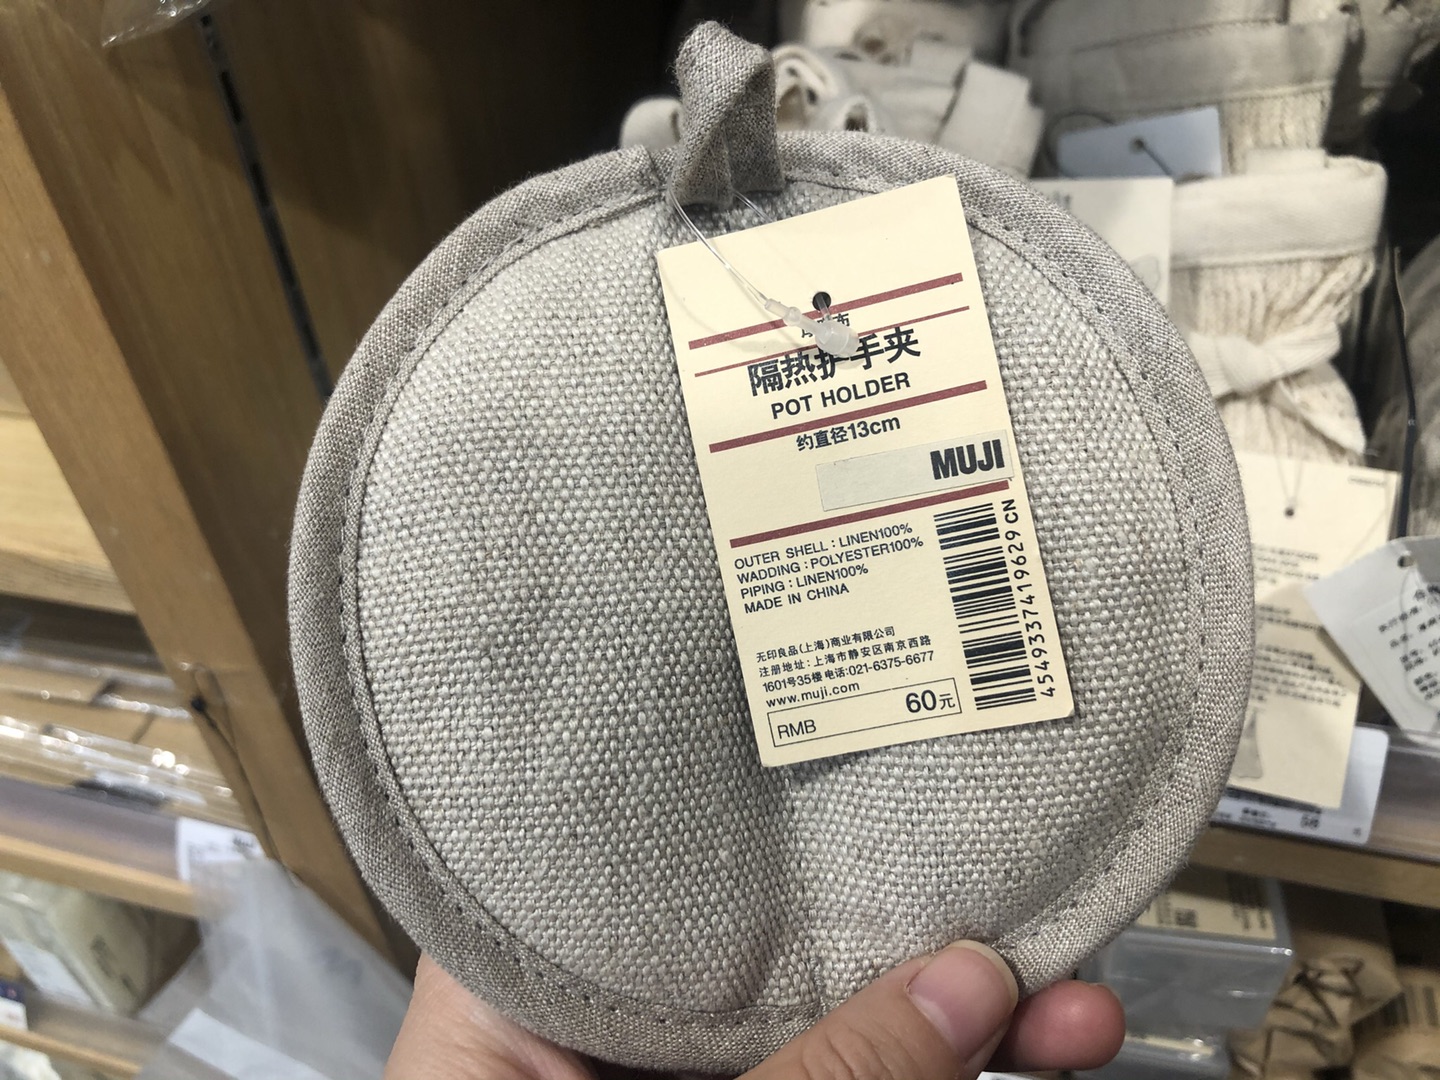 隔热护手夹
POT HOLDER
约直径13cm
MUJI
OUTER SHELL : LINEN100%
WADDING : POLYESTER100%
PIPING : LINEN100%
MADE IN CHINA
无印良品(上海)商业有限公司
注册地址:上海市静安区南京西路
1601号35楼 电话:021-6375-6677
www.muji.com
RMB 60元
4549337419629 CN